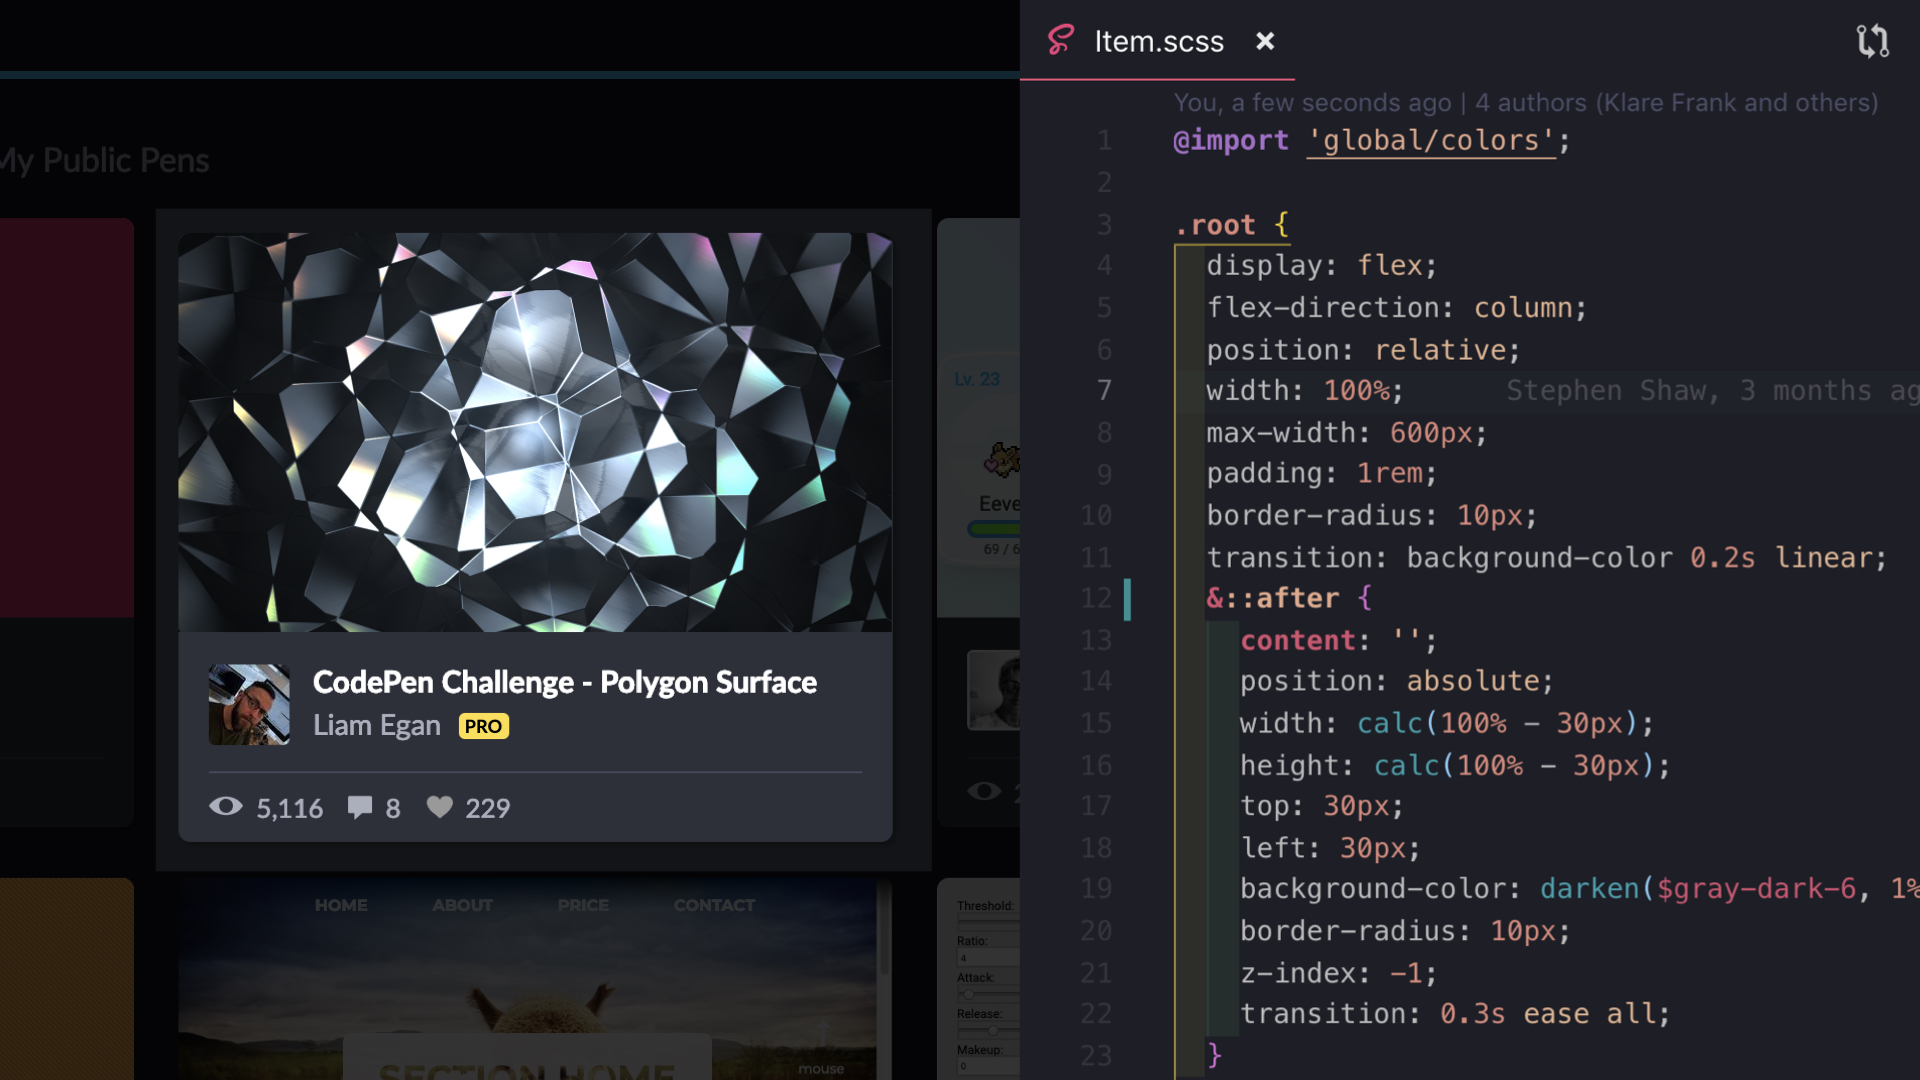 My Public Pens
Lv. 23
Eeve
69 / 6
CodePen Challenge - Polygon Surface
Liam Egan PRO
5,116 8 229
2
HOME ABOUT PRICE CONTACT
SECTION HOME
mouse
Threshold:
Ratio:
4
Attack:
Release:
Makeup:
0
Item.scss
You, a few seconds ago | 4 authors (Klare Frank and others)
1 @import 'global/colors';
2
3 .root {
4 display: flex;
5 flex-direction: column;
6 position: relative;
7 width: 100%; Stephen Shaw, 3 months ag
8 max-width: 600px;
9 padding: 1rem;
10 border-radius: 10px;
11 transition: background-color 0.2s linear;
12 &::after {
13 content: '';
14 position: absolute;
15 width: calc(100% - 30px);
16 height: calc(100% - 30px);
17 top: 30px;
18 left: 30px;
19 background-color: darken($gray-dark-6, 1%
20 border-radius: 10px;
21 z-index: -1;
22 transition: 0.3s ease all;
23 }